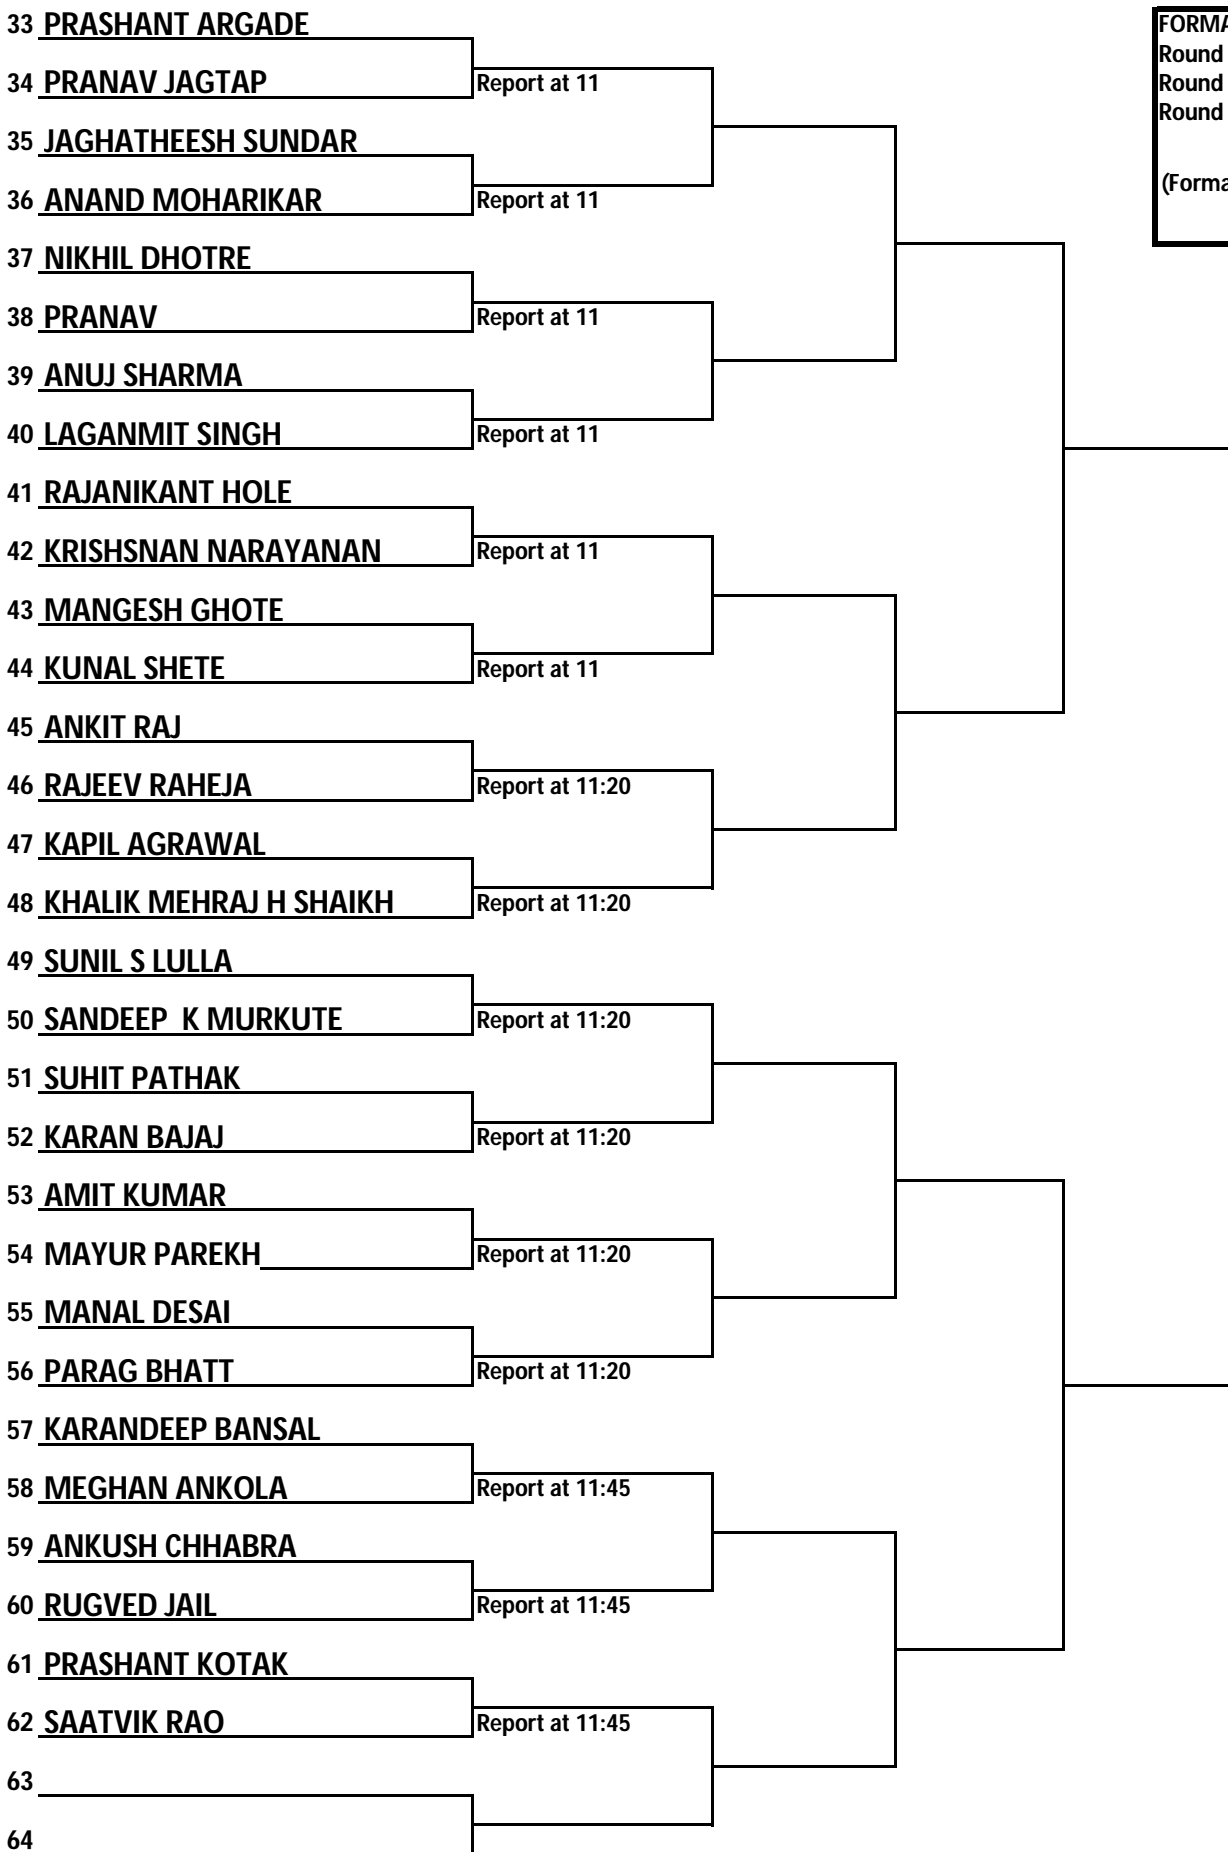 33 PRASHANT ARGADE
FORMA
Round
34 PRANAV JAGTAP
Report at 11
Round
Round
35 JAGHATHEESH SUNDAR
36 ANAND MOHARIKAR
Report at 11
(Forma
37 NIKHIL DHOTRE
38 PRANAV
Report at 11
39 ANUJ SHARMA
40 LAGANMIT SINGH
Report at 11
41 RAJANIKANT HOLE
42 KRISHSNAN NARAYANAN
Report at 11
43 MANGESH GHOTE
44 KUNAL SHETE
Report at 11
45 ANKIT RAJ
46 RAJEEV RAHEJA
Report at 11:20
47 KAPIL AGRAWAL
48 KHALIK MEHRAJ H SHAIKH
Report at 11:20
49 SUNIL S LULLA
50 SANDEEP  K MURKUTE
Report at 11:20
51 SUHIT PATHAK
52 KARAN BAJAJ
Report at 11:20
53 AMIT KUMAR
54 MAYUR PAREKH
Report at 11:20
55 MANAL DESAI
56 PARAG BHATT
Report at 11:20
57 KARANDEEP BANSAL
58 MEGHAN ANKOLA
Report at 11:45
59 ANKUSH CHHABRA
60 RUGVED JAIL
Report at 11:45
61 PRASHANT KOTAK
62 SAATVIK RAO
Report at 11:45
63
64